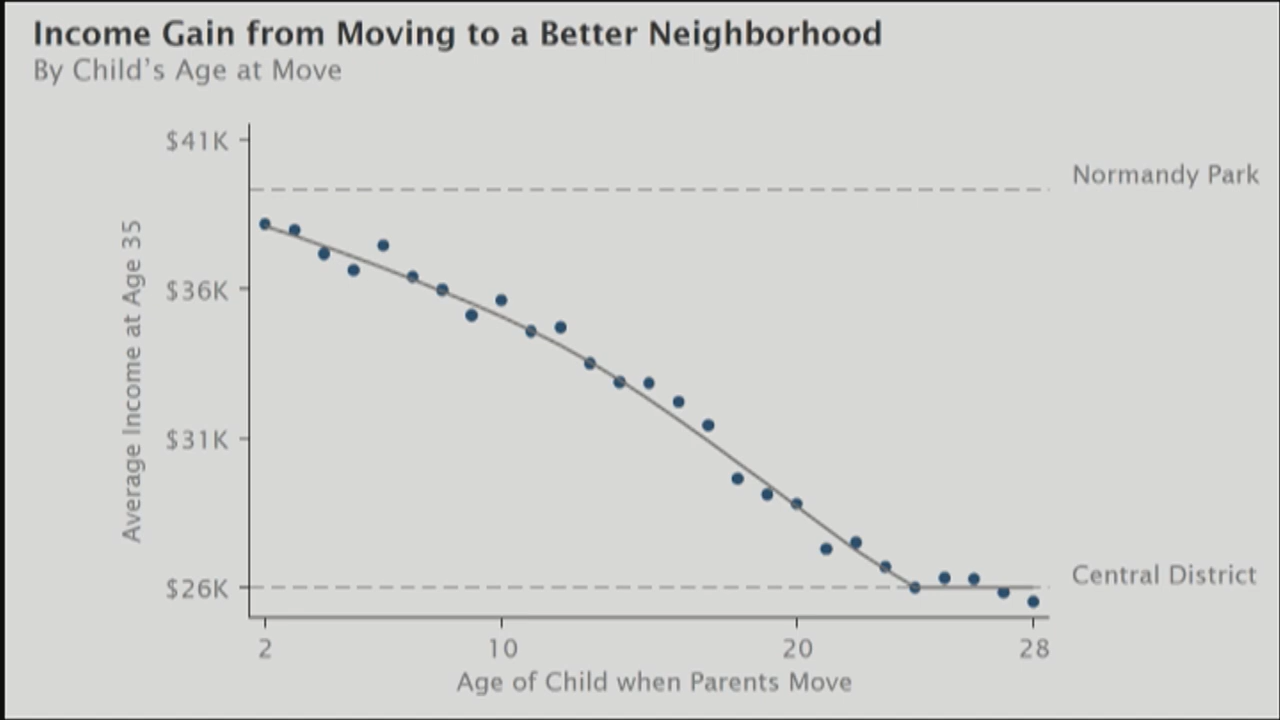 Income Gain from Moving to a Better Neighborhood
By Child's Age at Move
$41K
Normandy Park
$36K
Average Income at Age 35
$31K
$26K
Central District
2
10
20
28
Age of Child when Parents Move